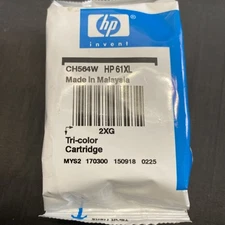 hp
invent
CH564W HP 61XL
Made in Malaysia
2XG
Tri-color
Cartridge
MYS2 170300 150918 0225